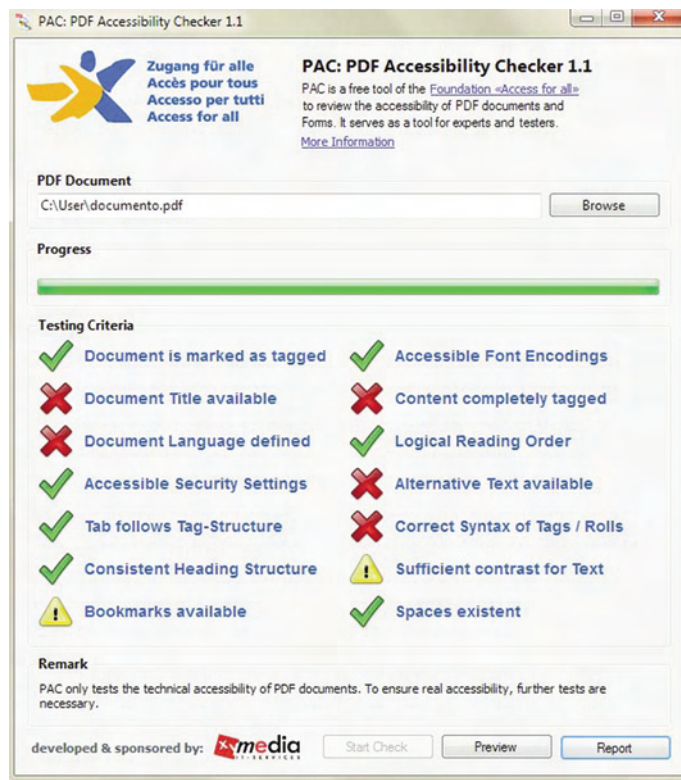 PAC: PDF Accessibility Checker 1.1
Zugang für alle
Accès pour tous
Accesso per tutti
Access for all
PAC: PDF Accessibility Checker 1.1
PAC is a free tool of the Foundation «Access for all»
to review the accessibility of PDF documents and
Forms. It serves as a tool for experts and testers.
More Information
PDF Document
C:\User\documento.pdf
Browse
Progress
Testing Criteria
Document is marked as tagged
Document Title available
Document Language defined
Accessible Security Settings
Tab follows Tag-Structure
Consistent Heading Structure
Bookmarks available
Accessible Font Encodings
Content completely tagged
Logical Reading Order
Alternative Text available
Correct Syntax of Tags / Rolls
Sufficient contrast for Text
Spaces existent
Remark
PAC only tests the technical accessibility of PDF documents. To ensure real accessibility, further tests are
necessary.
developed & sponsored by:
xymedia
IT-SERVICES
Start Check
Preview
Report